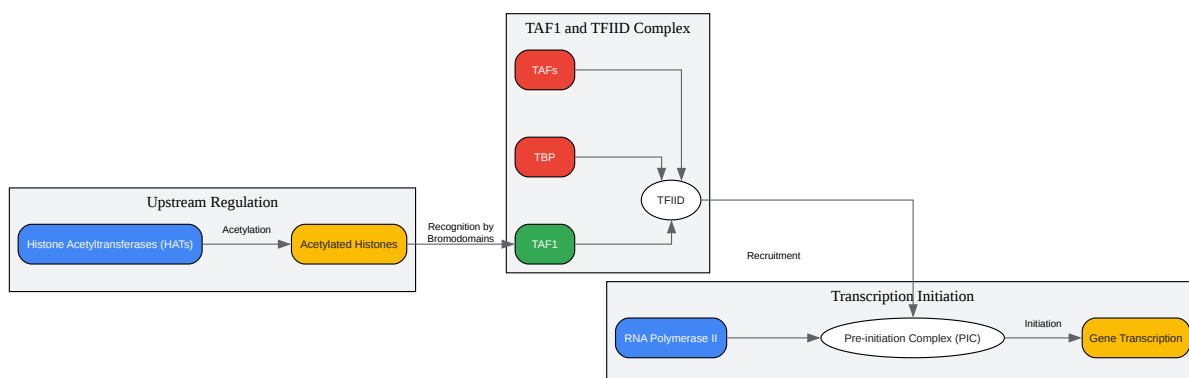 TAF1 and TFIID Complex
TAFs
TBP
TFIID
Upstream Regulation
Histone Acetyltransferases (HATs)
Acetylation
Acetylated Histones
Recognition by
Bromodomains
TAF1
Recruitment
Transcription Initiation
RNA Polymerase II
Pre-initiation Complex (PIC)
Initiation
Gene Transcription